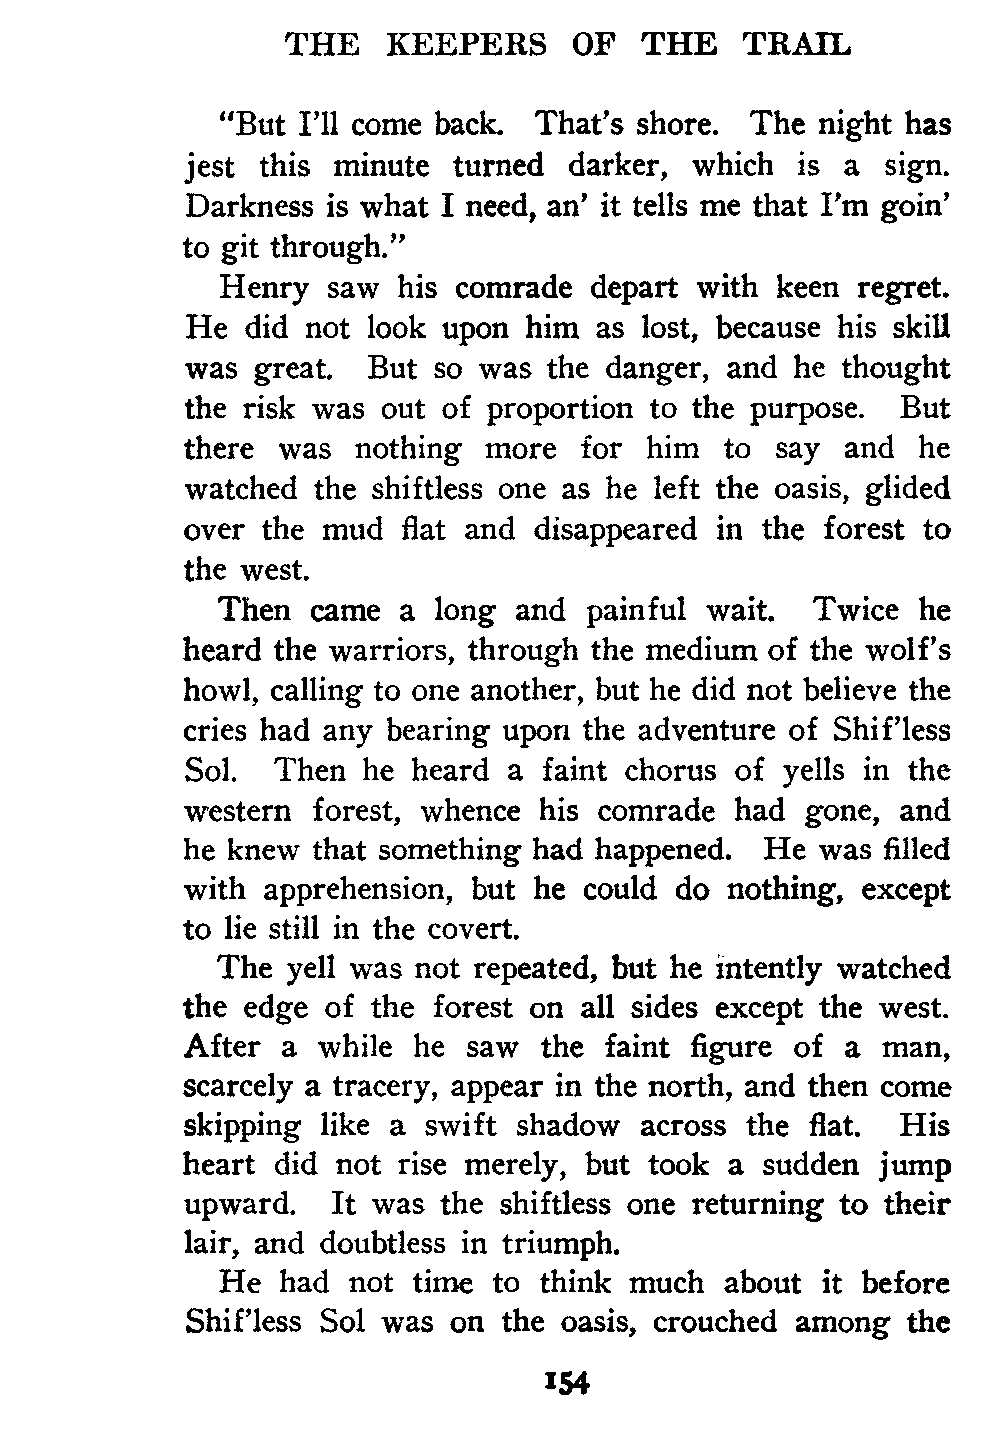 THE KEEPERS OF THE TRAIL
"But I'll come back. That's shore. The night has
jest this minute turned darker, which is a sign.
Darkness is what I need, an' it tells me that I'm goin'
to git through."
Henry saw his comrade depart with keen regret.
He did not look upon him as lost, because his skill
was great. But so was the danger, and he thought
the risk was out of proportion to the purpose. But
there was nothing more for him to say and he
watched the shiftless one as he left the oasis, glided
over the mud flat and disappeared in the forest to
the west.
Then came a long and painful wait. Twice he
heard the warriors, through the medium of the wolf's
howl, calling to one another, but he did not believe the
cries had any bearing upon the adventure of Shif'less
Sol. Then he heard a faint chorus of yells in the
western forest, whence his comrade had gone, and
he knew that something had happened. He was filled
with apprehension, but he could do nothing, except
to lie still in the covert.
The yell was not repeated, but he intently watched
the edge of the forest on all sides except the west.
After a while he saw the faint figure of a man,
scarcely a tracery, appear in the north, and then come
skipping like a swift shadow across the flat. His
heart did not rise merely, but took a sudden jump
upward. It was the shiftless one returning to their
lair, and doubtless in triumph.
He had not time to think much about it before
Shif'less Sol was on the oasis, crouched among the
154